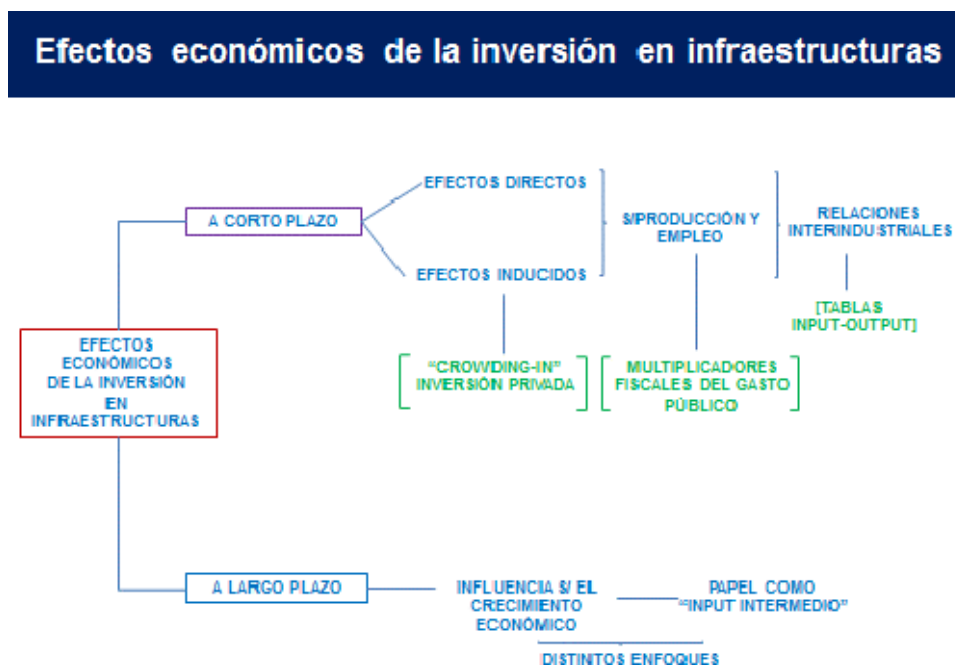 Efectos económicos de la inversión en infraestructuras
EFECTOS DIRECTOS
A CORTO PLAZO
S/PRODUCCIÓN Y
EMPLEO
RELACIONES
INTERINDUSTRIALES
EFECTOS INDUCIDOS
[TABLAS
INPUT-OUTPUT]
EFECTOS
ECONÓMICOS
DE LA INVERSIÓN
EN
INFRAESTRUCTURAS
“CROWDING-IN”
INVERSIÓN PRIVADA
MULTIPLICADORES
FISCALES DEL GASTO
PÚBLICO
A LARGO PLAZO
INFLUENCIA S/ EL
CRECIMIENTO
ECONÓMICO
PAPEL COMO
“INPUT INTERMEDIO”
DISTINTOS ENFOQUES